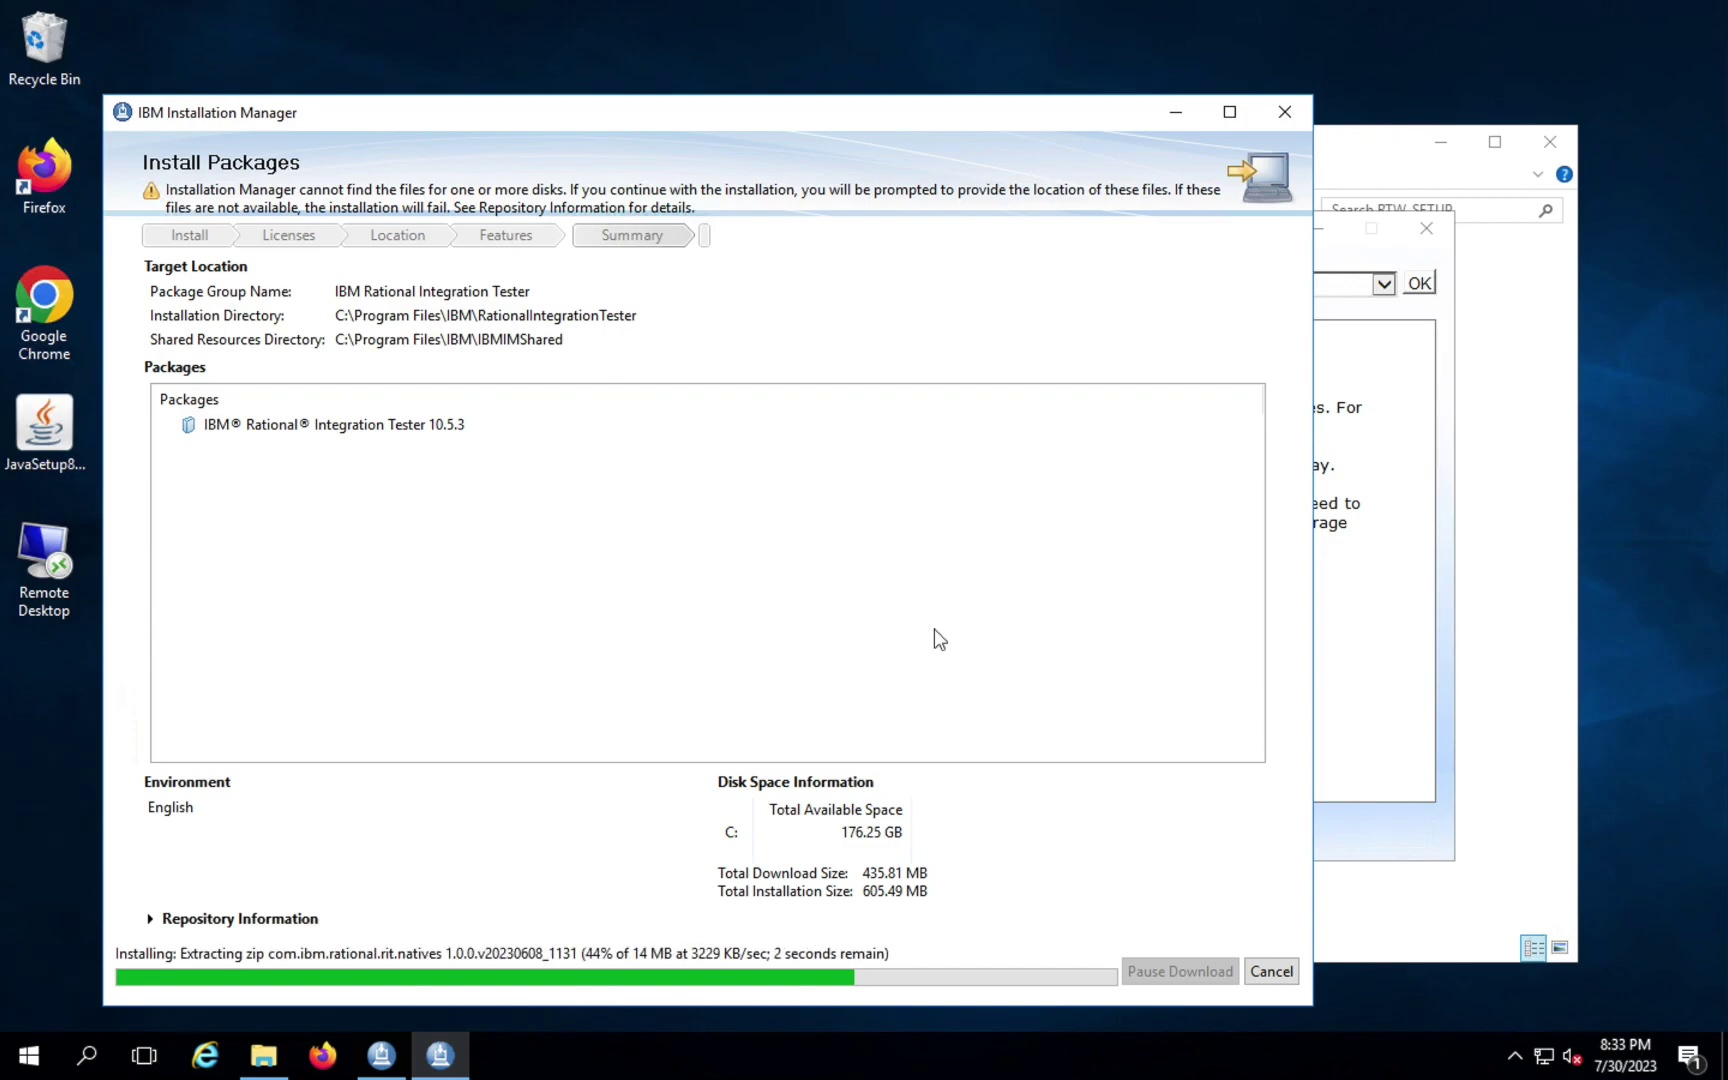 Recycle Bin
Firefox
Google
Chrome
JavaSetup8...
Remote
Desktop
IBM Installation Manager
Install Packages
Installation Manager cannot find the files for one or more disks. If you continue with the installation, you will be prompted to provide the location of these files. If these
files are not available, the installation will fail. See Repository Information for details.
Install
Licenses
Location
Features
Summary
Target Location
Package Group Name: IBM Rational Integration Tester
Installation Directory: C:\Program Files\IBM\RationalIntegrationTester
Shared Resources Directory: C:\Program Files\IBM\IBMIMShared
Packages
Packages
IBM® Rational® Integration Tester 10.5.3
Environment
English
Disk Space Information
Total Available Space
C: 176.25 GB
Total Download Size: 435.81 MB
Total Installation Size: 605.49 MB
Repository Information
Installing: Extracting zip com.ibm.rational.rit.natives 1.0.0.v20230608_1131 (44% of 14 MB at 3229 KB/sec; 2 seconds remain)
Pause Download
Cancel
Search RTW_SETUP
OK
es. For
ay.
eed to
rage
8:33 PM
7/30/2023
1